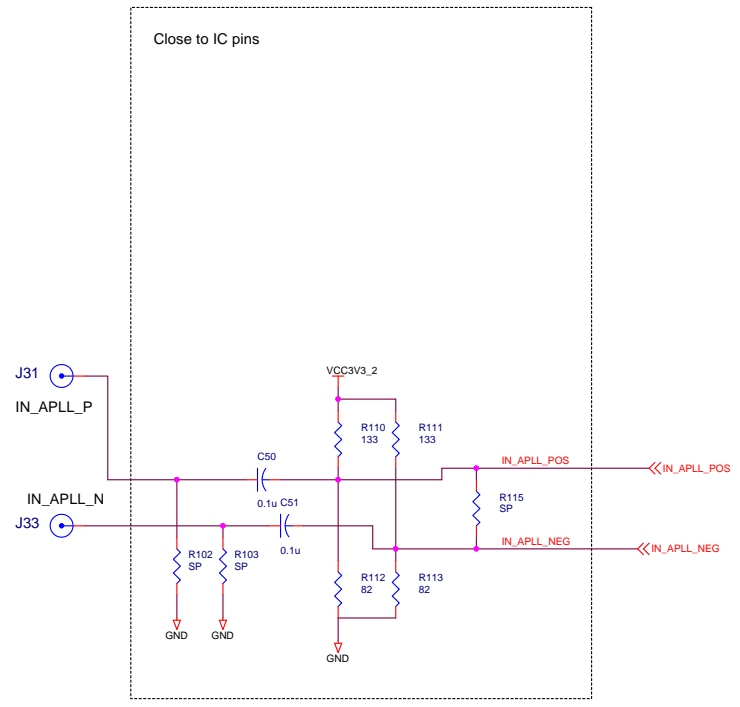 Close to IC pins
J31
IN_APLL_P
VCC3V3_2
R110
133
R111
133
C50
0.1u
IN_APLL_POS
IN_APLL_POS
IN_APLL_N
J33
C51
0.1u
R115
SP
IN_APLL_NEG
IN_APLL_NEG
R102
SP
R103
SP
R112
82
R113
82
GND
GND
GND